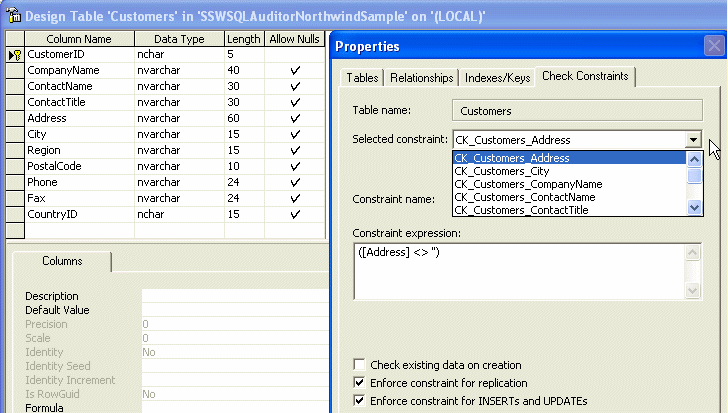 Design Table 'Customers' in 'SSWSQLAuditorNorthwindSample' on '(LOCAL)'
Column Name Data Type Length Allow Nulls
CustomerID nchar 5
CompanyName nvarchar 40
ContactName nvarchar 30
ContactTitle nvarchar 30
Address nvarchar 60
City nvarchar 15
Region nvarchar 15
PostalCode nvarchar 10
Phone nvarchar 24
Fax nvarchar 24
CountryID nchar 15
Columns
Description
Default Value
Precision 0
Scale 0
Identity No
Identity Seed
Identity Increment
Is RowGuid No
Formula
Properties
Tables Relationships Indexes/Keys Check Constraints
Table name: Customers
Selected constraint: CK_Customers_Address
CK_Customers_Address
CK_Customers_City
CK_Customers_CompanyName
CK_Customers_ContactName
CK_Customers_ContactTitle
Constraint name:
Constraint expression:
([Address] <> '')
Check existing data on creation
Enforce constraint for replication
Enforce constraint for INSERTs and UPDATEs